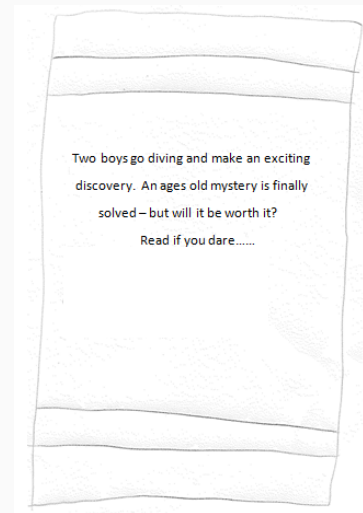 Two boys go diving and make an exciting
discovery. An ages old mystery is finally
solved – but will it be worth it?
Read if you dare......